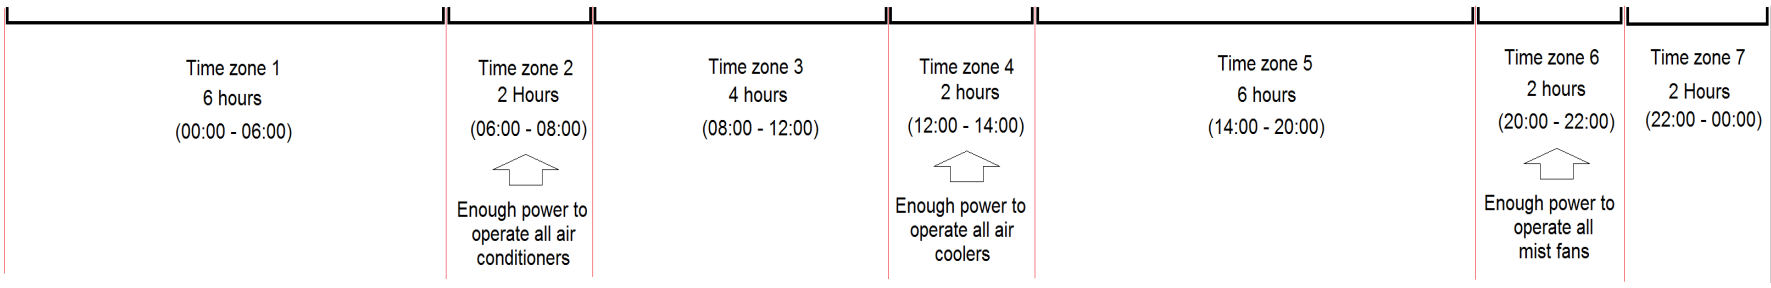 Time zone 1
6 hours
(00:00 - 06:00)
Time zone 2
2 Hours
(06:00 - 08:00)
Enough power to
operate all air
conditioners
Time zone 3
4 hours
(08:00 - 12:00)
Time zone 4
2 hours
(12:00 - 14:00)
Enough power to
operate all air
coolers
Time zone 5
6 hours
(14:00 - 20:00)
Time zone 6
2 hours
(20:00 - 22:00)
Enough power to
operate all
mist fans
Time zone 7
2 Hours
(22:00 - 00:00)